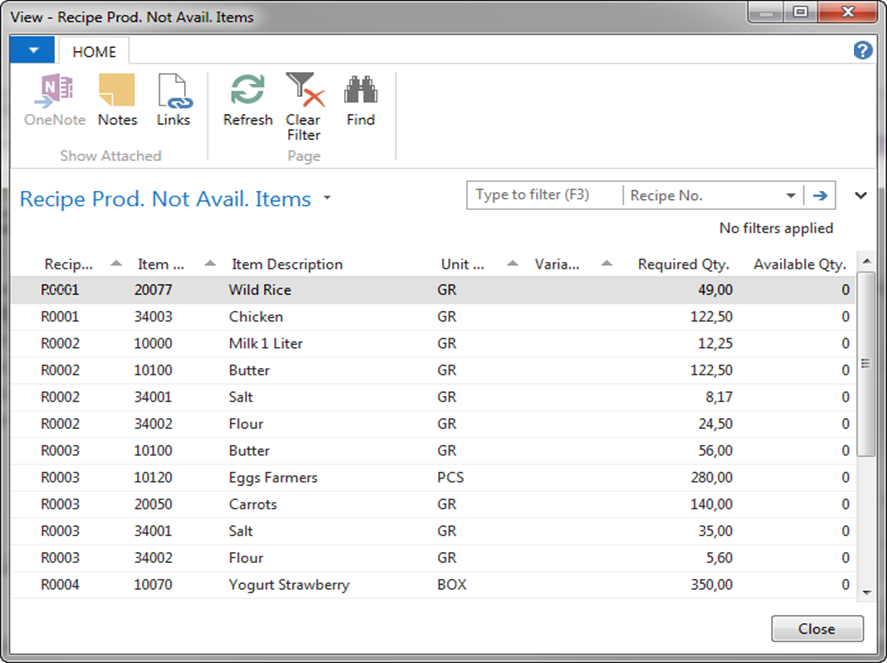 View - Recipe Prod. Not Avail. Items
HOME
OneNote Notes Links Refresh Clear Filter Find
Show Attached Page
Recipe Prod. Not Avail. Items
Type to filter (F3) Recipe No.
No filters applied
Recip... Item ... Item Description Unit ... Varia... Required Qty. Available Qty.
R0001 20077 Wild Rice GR 49,00 0
R0001 34003 Chicken GR 122,50 0
R0002 10000 Milk 1 Liter GR 12,25 0
R0002 10100 Butter GR 122,50 0
R0002 34001 Salt GR 8,17 0
R0002 34002 Flour GR 24,50 0
R0003 10100 Butter GR 56,00 0
R0003 10120 Eggs Farmers PCS 280,00 0
R0003 20050 Carrots GR 140,00 0
R0003 34001 Salt GR 35,00 0
R0003 34002 Flour GR 5,60 0
R0004 10070 Yogurt Strawberry BOX 350,00 0
Close